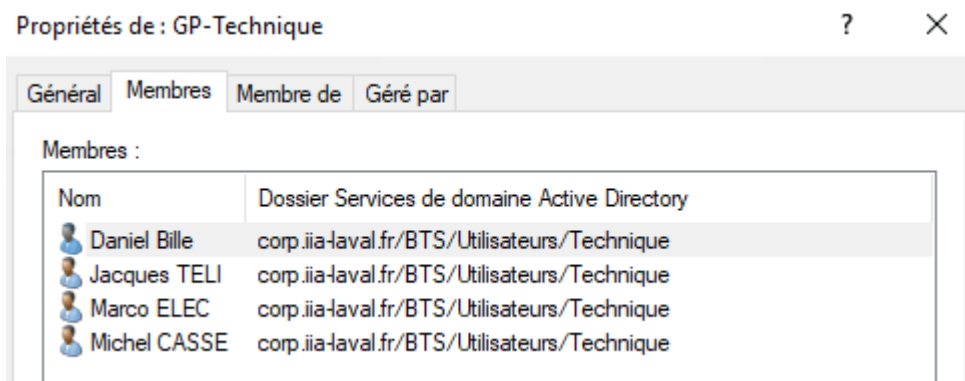 Propriétés de : GP-Technique ? ×
Général Membres Membre de Géré par
Membres :
Nom Dossier Services de domaine Active Directory
Daniel Bille corp.iia-laval.fr/BTS/Utilisateurs/Technique
Jacques TELI corp.iia-laval.fr/BTS/Utilisateurs/Technique
Marco ELEC corp.iia-laval.fr/BTS/Utilisateurs/Technique
Michel CASSE corp.iia-laval.fr/BTS/Utilisateurs/Technique